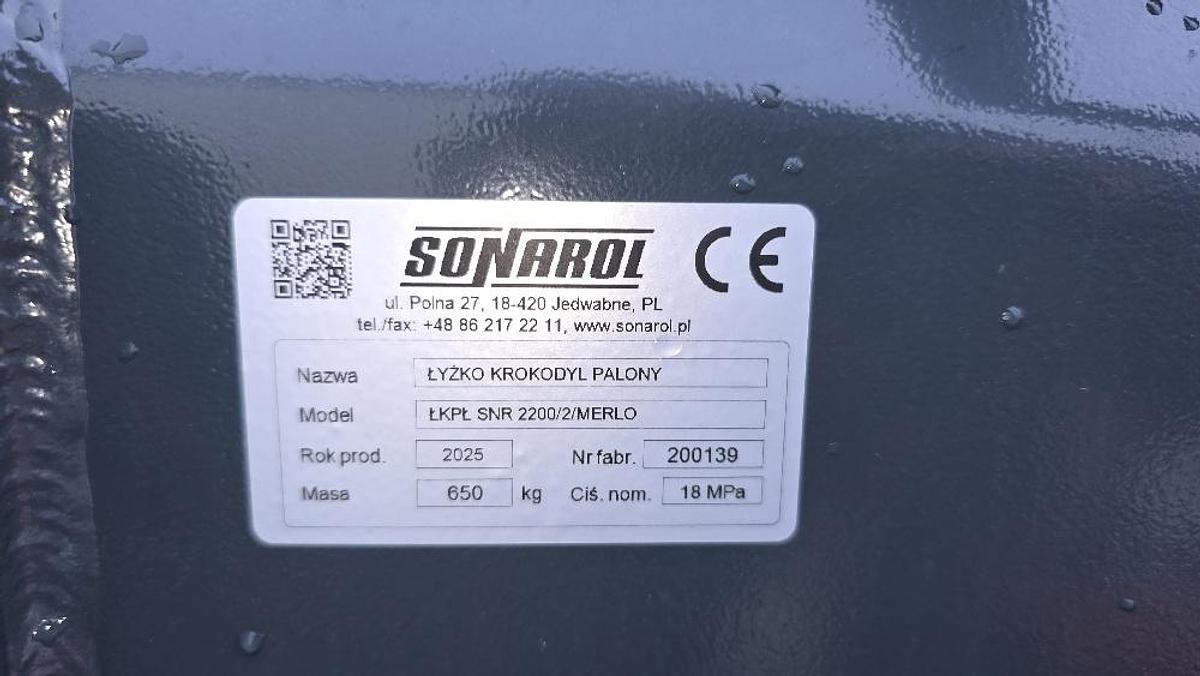 SONAROL CE
ul. Polna 27, 18-420 Jedwabne, PL
tel./fax: +48 86 217 22 11, www.sonarol.pl
Nazwa ŁYŻKO KROKODYL PALONY
Model ŁKPŁ SNR 2200/2/MERLO
Rok prod. 2025 Nr fabr. 200139
Masa 650 kg Ciś. nom. 18 MPa